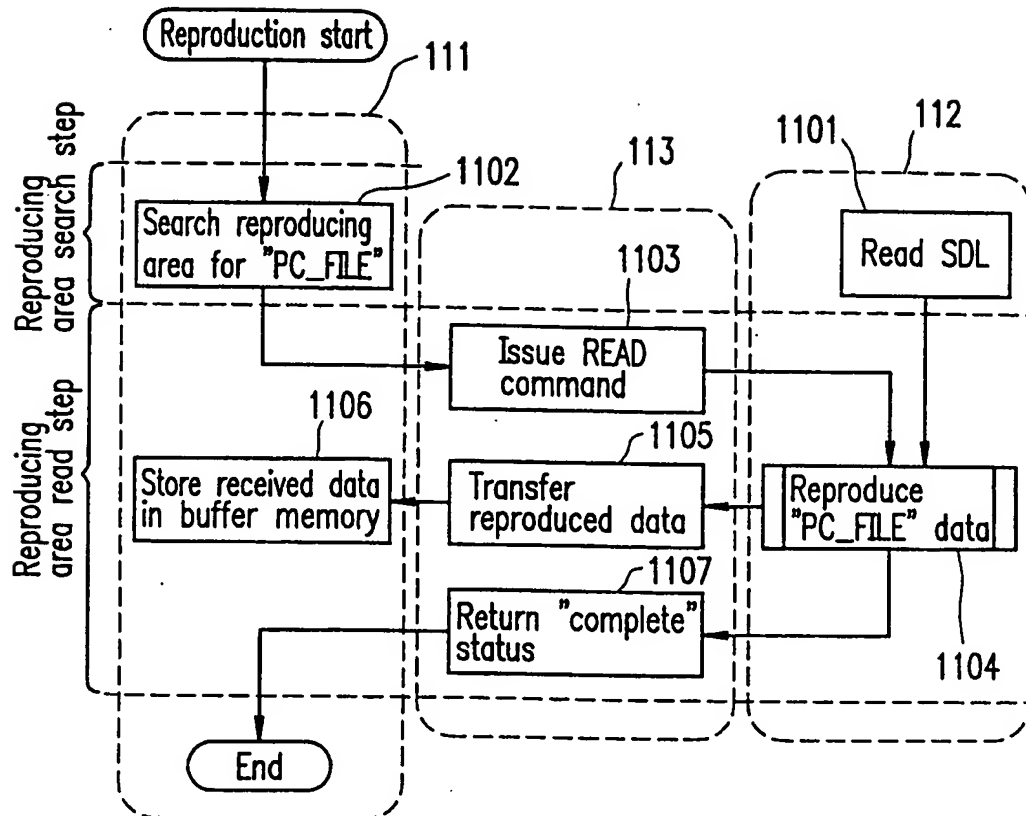 Reproduction start
111
Reproducing
area search step
1102
Search reproducing
area for "PC_FILE"
113
112
1101
Read SDL
1103
Issue READ
command
Reproducing
area read step
1106
Store received data
in buffer memory
1105
Transfer
reproduced data
Reproduce
"PC_FILE" data
1104
1107
Return "complete"
status
End